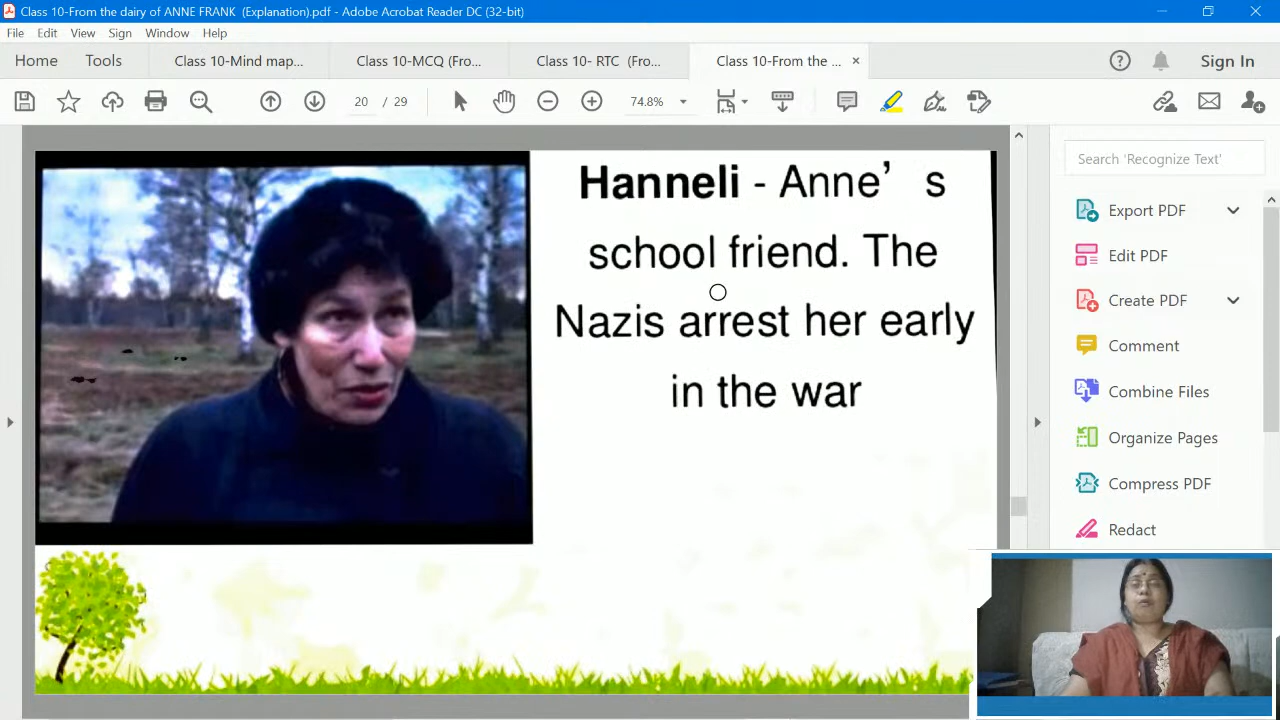 Class 10-From the dairy of ANNE FRANK (Explanation).pdf - Adobe Acrobat Reader DC (32-bit)
File Edit View Sign Window Help
Home Tools Class 10-Mind map... Class 10-MCQ (Fro... Class 10- RTC (Fro... Class 10-From the ... × Sign In
20 / 29 74.8%
Search 'Recognize Text'
Export PDF
Edit PDF
Create PDF
Comment
Combine Files
Organize Pages
Compress PDF
Redact
Hanneli - Anne’s
school friend. The
Nazis arrest her early
in the war